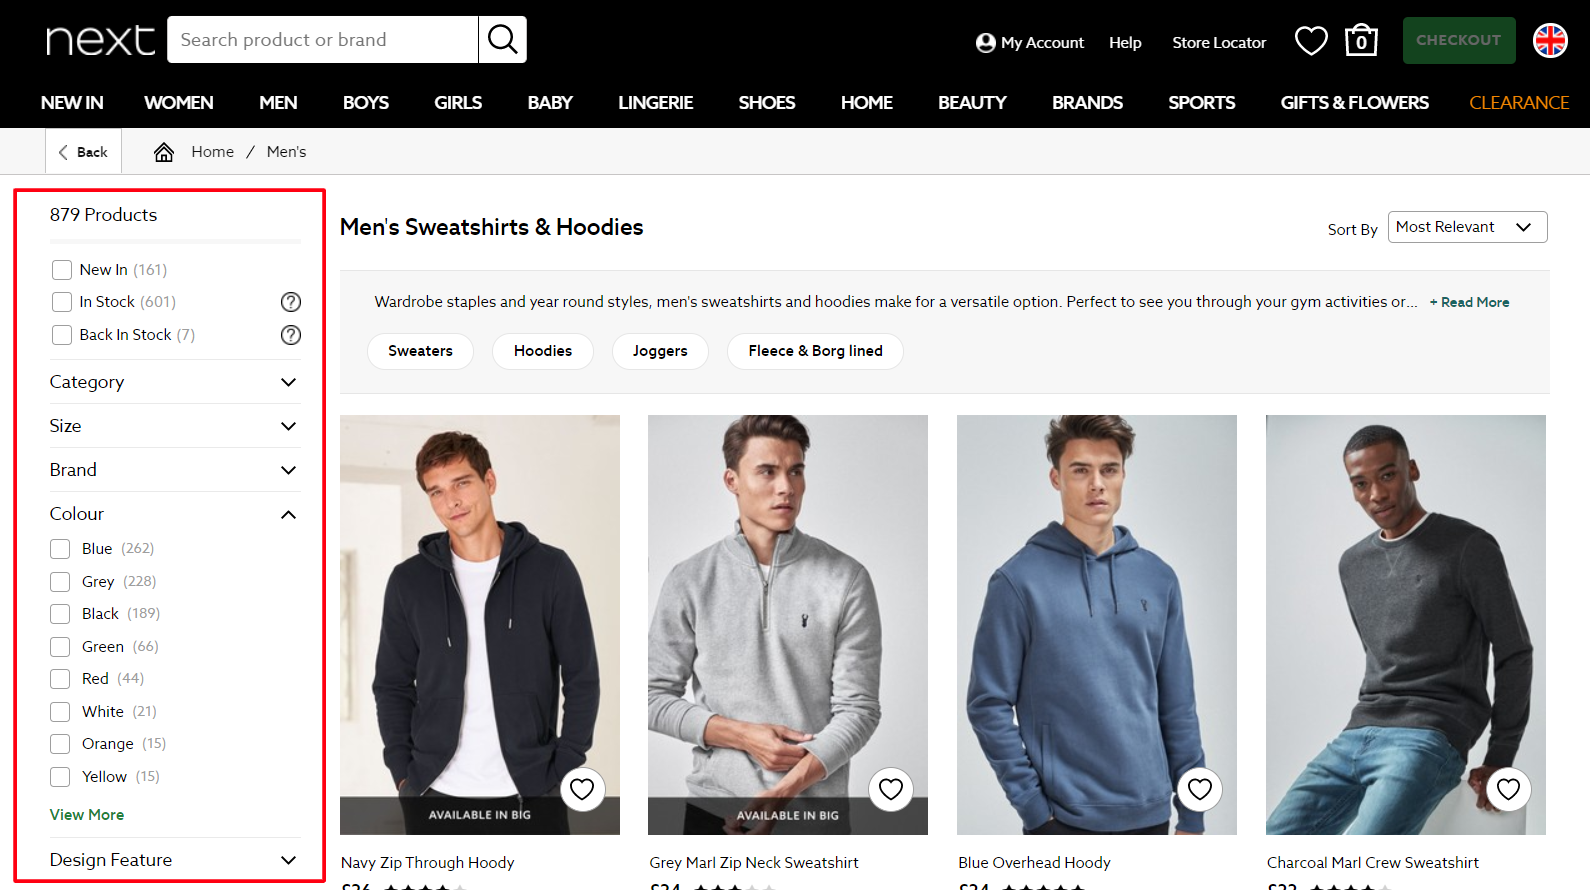 next
Search product or brand
My Account
Help
Store Locator
0
CHECKOUT
NEW IN WOMEN MEN BOYS GIRLS BABY LINGERIE SHOES HOME BEAUTY BRANDS SPORTS GIFTS & FLOWERS CLEARANCE
Back
Home / Men's
879 Products
New In (161)
In Stock (601) ?
Back In Stock (7) ?
Category
Size
Brand
Colour
Blue (262)
Grey (228)
Black (189)
Green (66)
Red (44)
White (21)
Orange (15)
Yellow (15)
View More
Design Feature
Men's Sweatshirts & Hoodies
Sort By Most Relevant
Wardrobe staples and year round styles, men's sweatshirts and hoodies make for a versatile option. Perfect to see you through your gym activities or... + Read More
Sweaters Hoodies Joggers Fleece & Borg lined
AVAILABLE IN BIG
AVAILABLE IN BIG
Navy Zip Through Hoody
Grey Marl Zip Neck Sweatshirt
Blue Overhead Hoody
Charcoal Marl Crew Sweatshirt